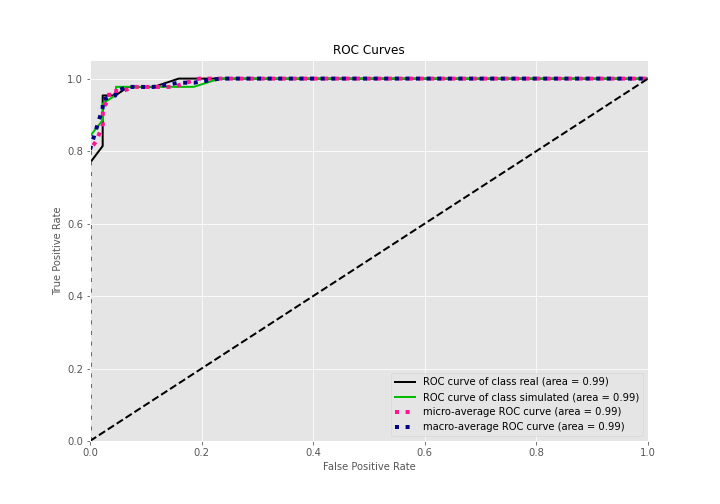 ROC Curves
1.0
0.8
0.6
0.4
0.2
0.0
True Positive Rate
0.0 0.2 0.4 0.6 0.8 1.0
False Positive Rate
ROC curve of class real (area = 0.99)
ROC curve of class simulated (area = 0.99)
micro-average ROC curve (area = 0.99)
macro-average ROC curve (area = 0.99)